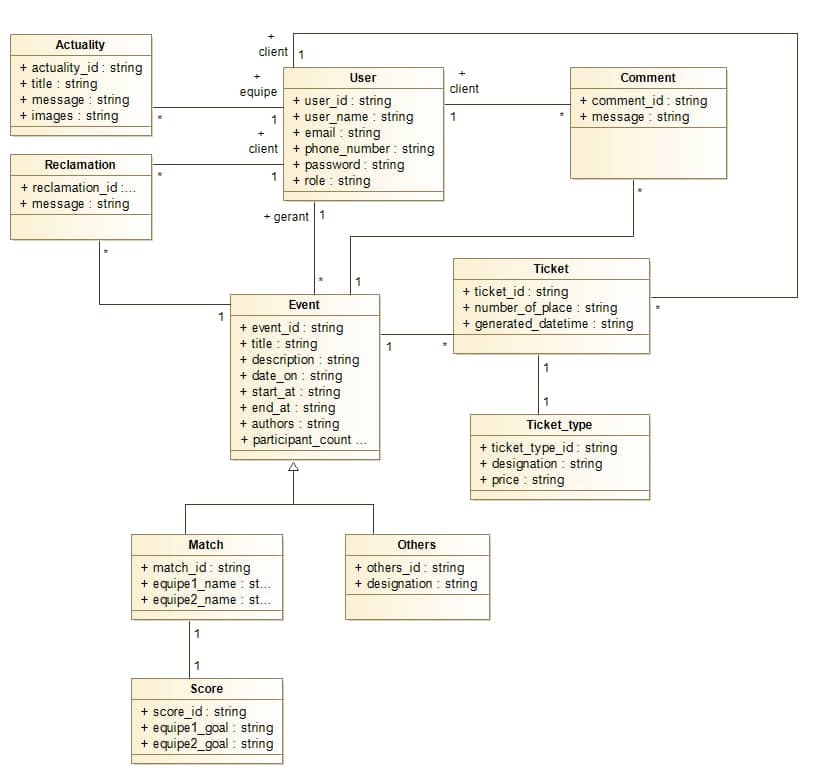 Actuality
+ actuality_id : string
+ title : string
+ message : string
+ images : string
+
client
1
+
equipe
*
1
User
+ user_id : string
+ user_name : string
+ email : string
+ phone_number : string
+ password : string
+ role : string
+
client
1
*
Comment
+ comment_id : string
+ message : string
*
Reclamation
+ reclamation_id :...
+ message : string
+
client
*
1
*
1
+ gerant
1
*
1
Ticket
+ ticket_id : string
+ number_of_place : string
+ generated_datetime : string
*
Event
+ event_id : string
+ title : string
+ description : string
+ date_on : string
+ start_at : string
+ end_at : string
+ authors : string
+ participant_count ...
1
*
1
1
Ticket_type
+ ticket_type_id : string
+ designation : string
+ price : string
Match
+ match_id : string
+ equipe1_name : st...
+ equipe2_name : st...
Others
+ others_id : string
+ designation : string
1
1
Score
+ score_id : string
+ equipe1_goal : string
+ equipe2_goal : string